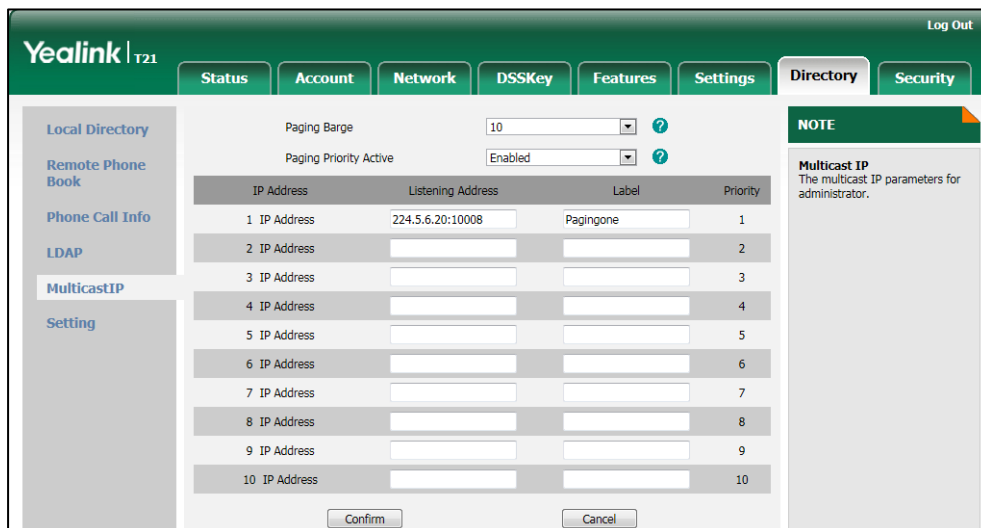 Log Out
Yealink | T21
Status Account Network DSSKey Features Settings Directory Security
Local Directory
Remote Phone
Book
Phone Call Info
LDAP
MulticastIP
Setting
Paging Barge 10 ?
Paging Priority Active Enabled ?
IP Address Listening Address Label Priority
1 IP Address 224.5.6.20:10008 Pagingone 1
2 IP Address 2
3 IP Address 3
4 IP Address 4
5 IP Address 5
6 IP Address 6
7 IP Address 7
8 IP Address 8
9 IP Address 9
10 IP Address 10
Confirm Cancel
NOTE
Multicast IP
The multicast IP parameters for
administrator.